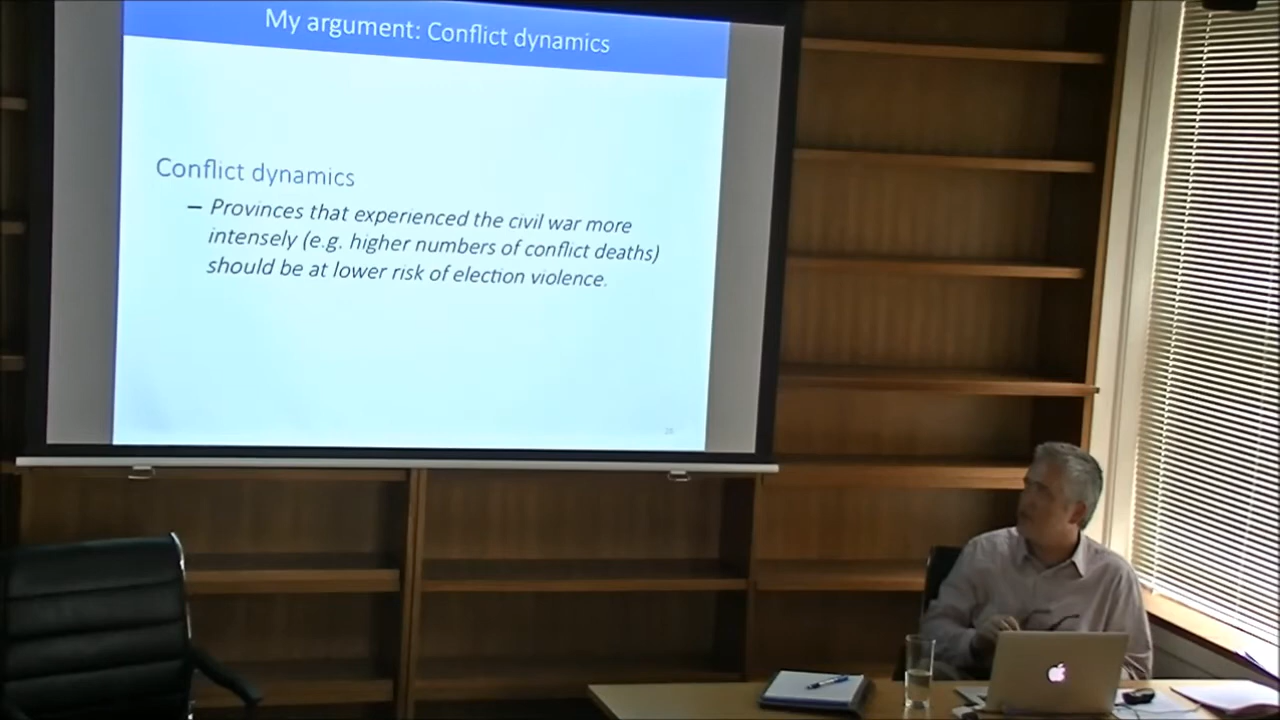 My argument: Conflict dynamics
Conflict dynamics
– Provinces that experienced the civil war more
intensely (e.g. higher numbers of conflict deaths)
should be at lower risk of election violence.